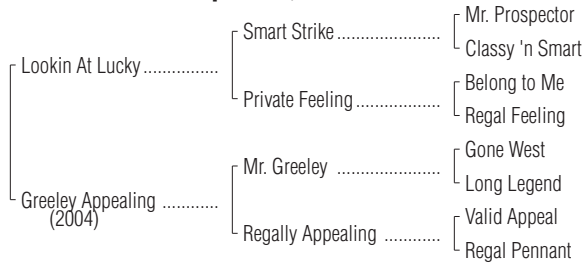 Mr. Prospector
Smart Strike ....................
Classy 'n Smart
Lookin At Lucky ...............
Belong to Me
Private Feeling .................
Regal Feeling
Gone West
Mr. Greeley ....................
Long Legend
Greeley Appealing ...........
(2004)
Valid Appeal
Regally Appealing ............
Regal Pennant